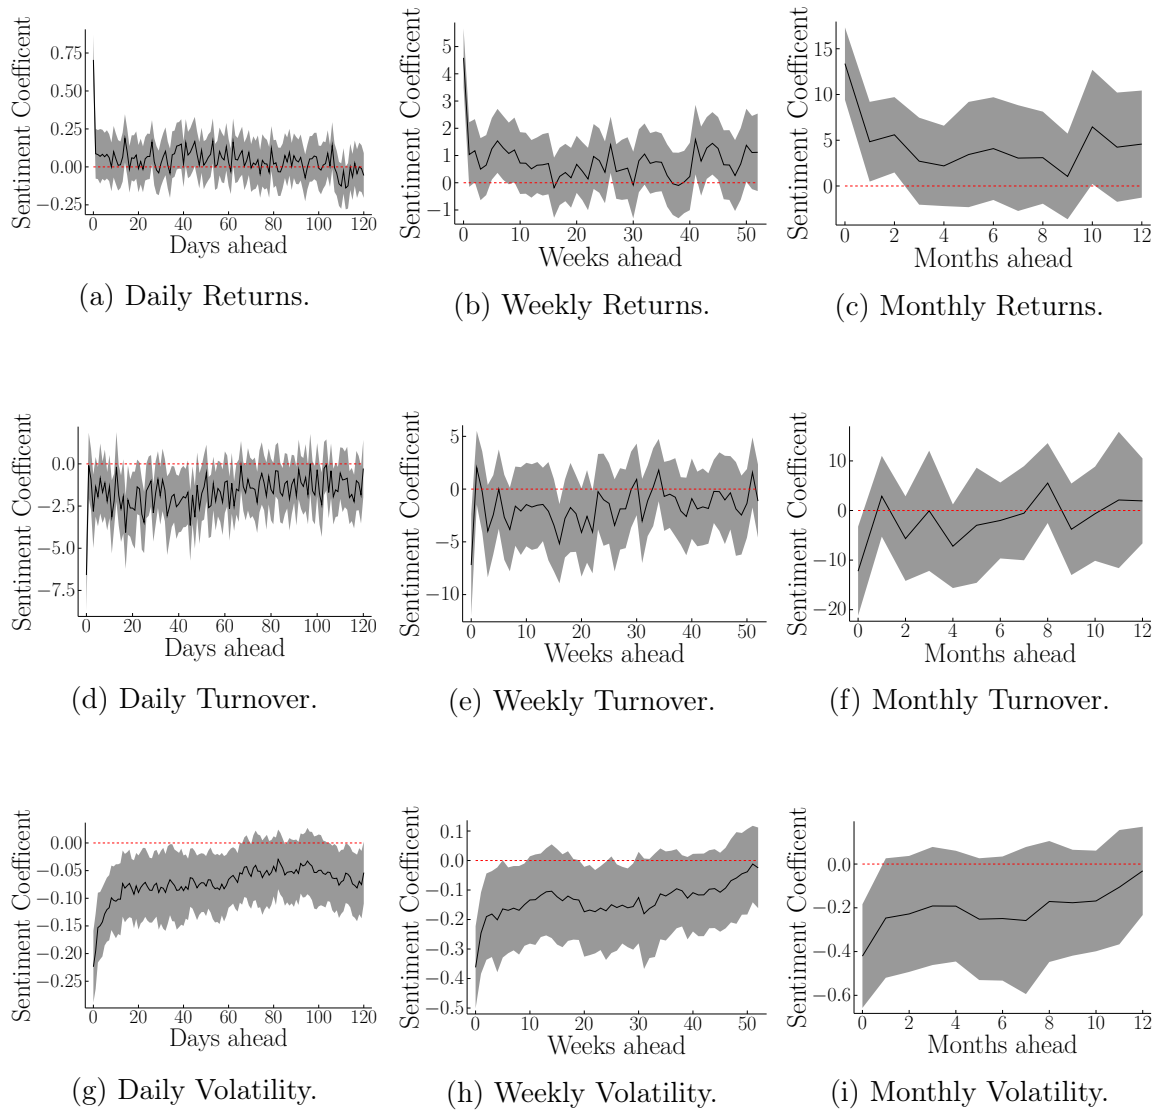 Sentiment Coefficent
0.75
0.50
0.25
0.00
−0.25
0 20 40 60 80 100 120
Days ahead
(a) Daily Returns.
Sentiment Coefficent
5
4
3
2
1
0
−1
0 10 20 30 40 50
Weeks ahead
(b) Weekly Returns.
Sentiment Coefficent
15
10
5
0
0 2 4 6 8 10 12
Months ahead
(c) Monthly Returns.
Sentiment Coefficent
0.0
−2.5
−5.0
−7.5
0 20 40 60 80 100 120
Days ahead
(d) Daily Turnover.
Sentiment Coefficent
5
0
−5
−10
0 10 20 30 40 50
Weeks ahead
(e) Weekly Turnover.
Sentiment Coefficent
10
0
−10
−20
0 2 4 6 8 10 12
Months ahead
(f) Monthly Turnover.
Sentiment Coefficent
0.00
−0.05
−0.10
−0.15
−0.20
−0.25
0 20 40 60 80 100 120
Days ahead
(g) Daily Volatility.
Sentiment Coefficent
0.1
0.0
−0.1
−0.2
−0.3
−0.4
−0.5
0 10 20 30 40 50
Weeks ahead
(h) Weekly Volatility.
Sentiment Coefficent
0.0
−0.2
−0.4
−0.6
0 2 4 6 8 10 12
Months ahead
(i) Monthly Volatility.